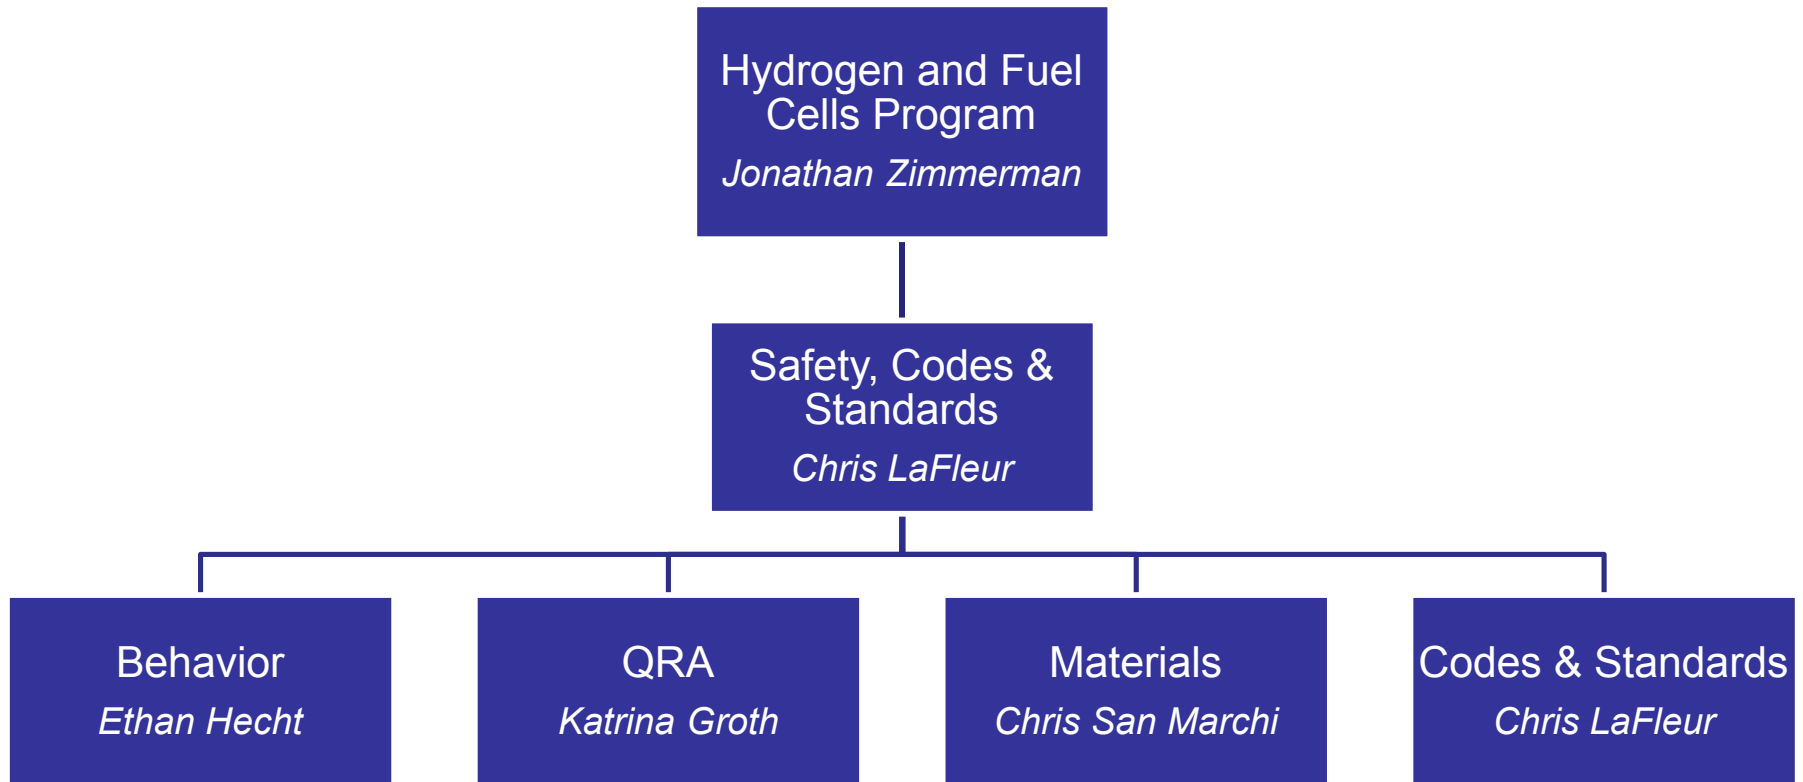 Hydrogen and Fuel
Cells Program
Jonathan Zimmerman
Safety, Codes &
Standards
Chris LaFleur
Behavior
Ethan Hecht
QRA
Katrina Groth
Materials
Chris San Marchi
Codes & Standards
Chris LaFleur